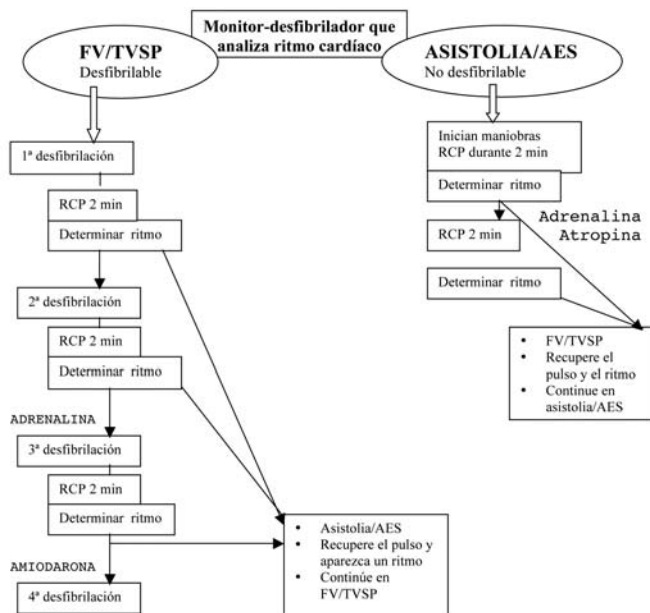 Monitor-desfibrilador que
analiza ritmo cardíaco
FV/TVSP
Desfibrilable
1ª desfibrilación
RCP 2 min
Determinar ritmo
2ª desfibrilación
RCP 2 min
Determinar ritmo
ADRENALINA
3ª desfibrilación
RCP 2 min
Determinar ritmo
AMIODARONA
4ª desfibrilación
• Asistolia/AES
• Recupere el pulso y
aparezca un ritmo
• Continúe en
FV/TVSP
ASISTOLIA/AES
No desfibrilable
Inician maniobras
RCP durante 2 min
Determinar ritmo
Adrenalina
Atropina
RCP 2 min
Determinar ritmo
• FV/TVSP
• Recupere el
pulso y el ritmo
• Continue en
asistolia/AES